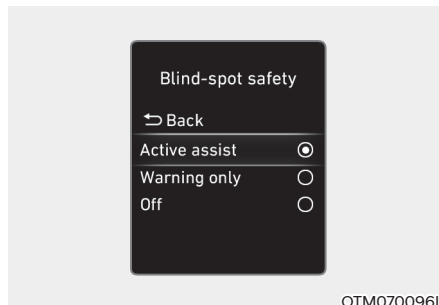 Blind-spot safety
Back
Active assist
Warning only
Off
OTM070096L